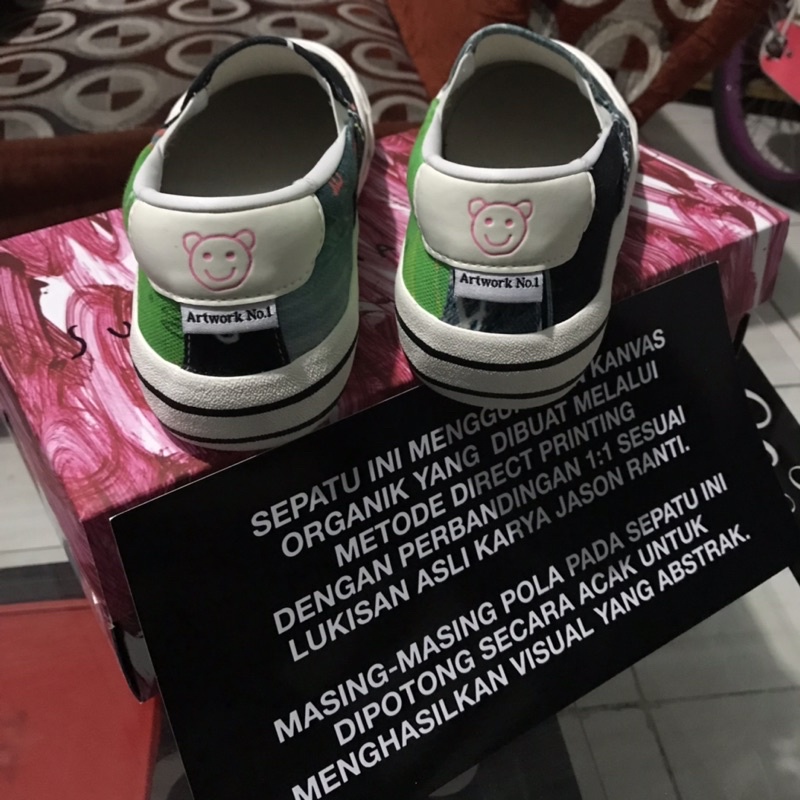 Artwork No.1
Artwork No.1
SEPATU INI KANVAS
ORGANIK YANG DIBUAT MELALUI
METODE DIRECT PRINTING
DENGAN PERBANDINGAN 1:1 SESUAI
LUKISAN ASLI KARYA JASON RANTI.
MASING-MASING POLA PADA SEPATU INI
DIPOTONG SECARA ACAK UNTUK
MENGHASILKAN VISUAL YANG ABSTRAK.